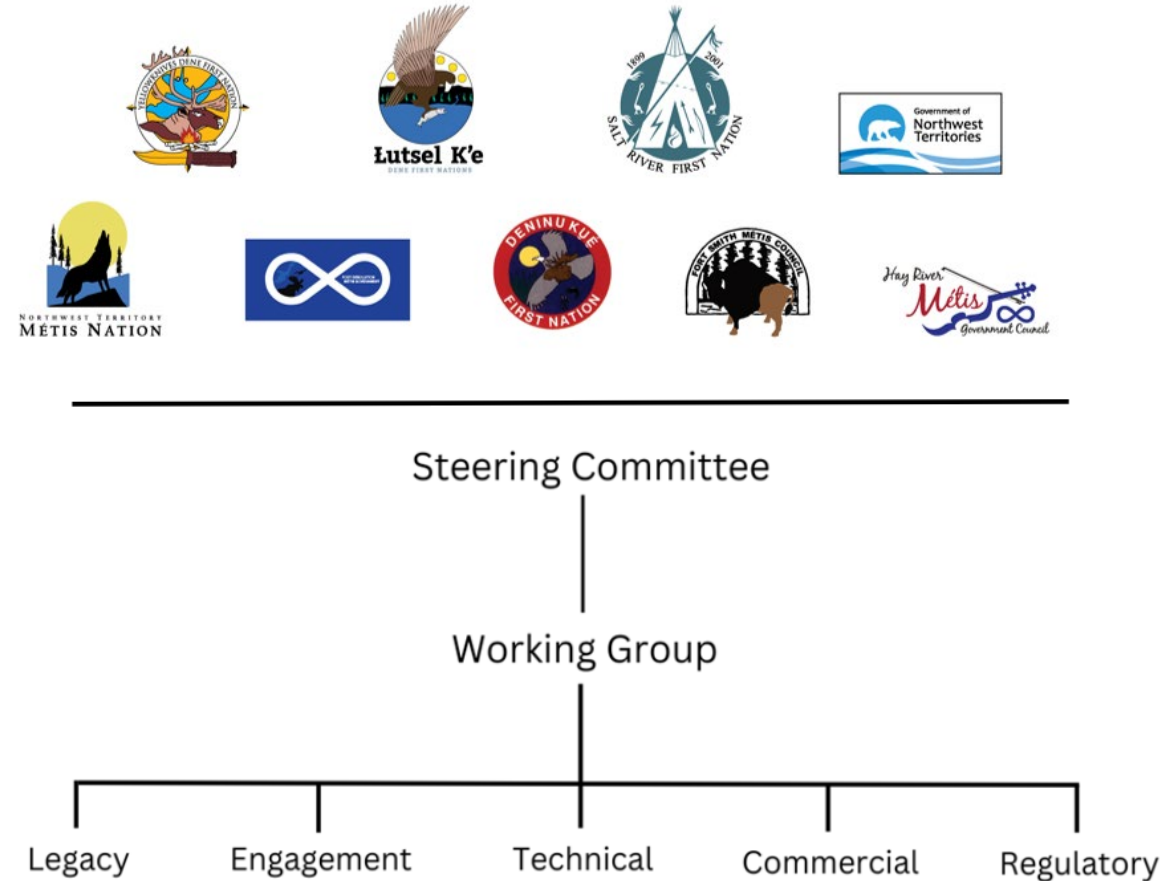 YELLOWKNIVES DENE FIRST NATION
Łutsel K'e
DENE FIRST NATIONS
1899 2001
SALT RIVER FIRST NATION
Government of
Northwest
Territories
NORTHWEST TERRITORY
MÉTIS NATION
DENINU KUÉ
FIRST NATION
FORT SMITH MÉTIS COUNCIL
Hay River
Métis
Government Council
Steering Committee
Working Group
Legacy Engagement Technical Commercial Regulatory